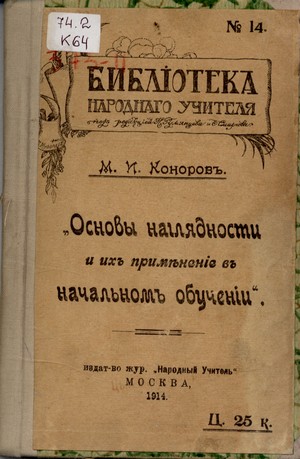 74.2
К64
№ 14.
БИБЛІОТЕКА
НАРОДНАГО УЧИТЕЛЯ
М. И. Коноровъ.
„Основы наглядности
и ихъ примѣненіе въ
начальномъ обученіи“.
издат-во жур. „Народный Учитель“
МОСКВА,
1914.
Ц. 25 к.